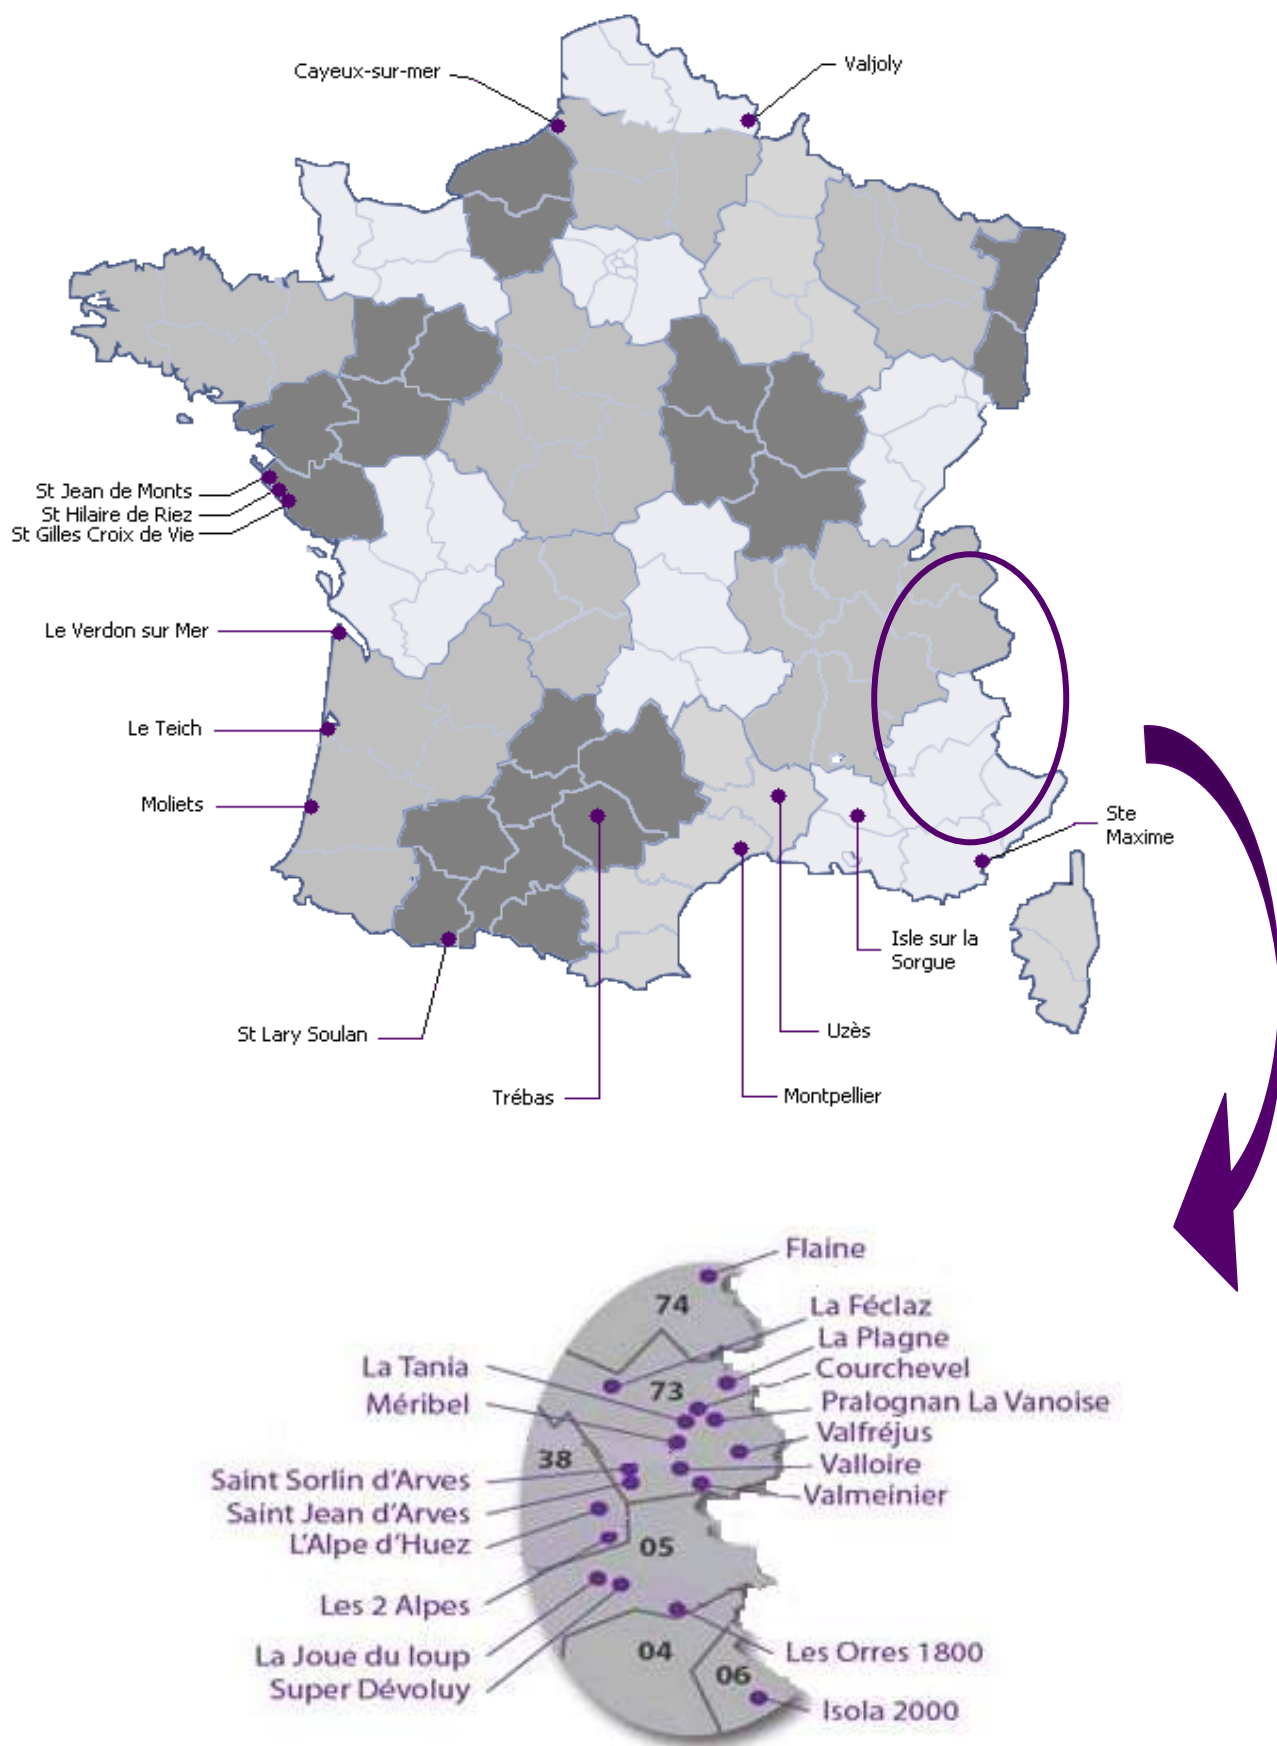 Cayeux-sur-mer
Valjoly
St Jean de Monts
St Hilaire de Riez
St Gilles Croix de Vie
Le Verdon sur Mer
Le Teich
Moliets
Ste
Maxime
Isle sur la
Sorgue
St Lary Soulan
Uzès
Trébas
Montpellier
Flaine
74
La Féclaz
La Plagne
La Tania
Courchevel
73
Méribel
Pralognan La Vanoise
Valfréjus
38
Valloire
Saint Sorlin d'Arves
Valmeinier
Saint Jean d'Arves
L'Alpe d'Huez
05
Les 2 Alpes
La Joue du loup
04
Les Orres 1800
06
Super Dévoluy
Isola 2000